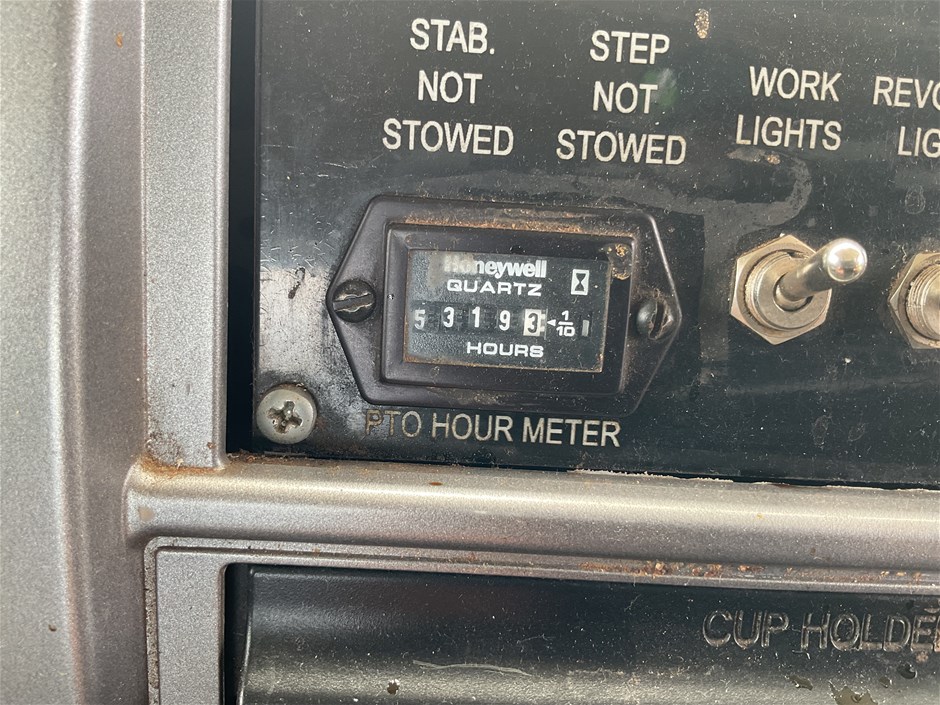 STAB.
NOT
STOWED
STEP
NOT
STOWED
WORK
LIGHTS
Honeywell
QUARTZ
5 3 1 9 3 ◄ 1/10
HOURS
PTO HOUR METER
CUP HOLDE